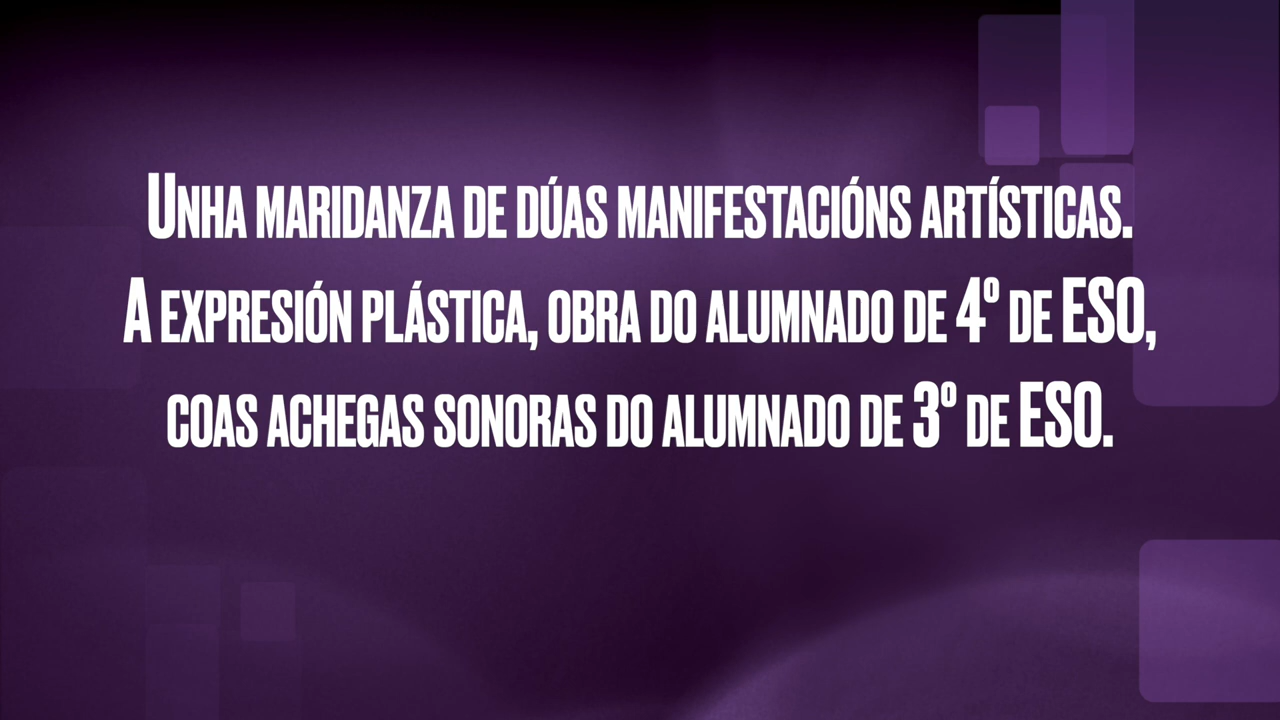 Unha maridanza de dúas manifestacións artísticas.
A expresión plástica, obra do alumnado de 4º de ESO,
coas achegas sonoras do alumnado de 3º de ESO.